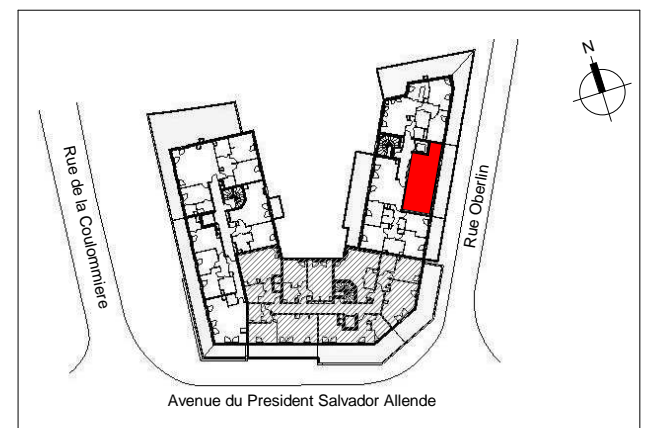 N
Rue de la Coulommiere
Rue Oberlin
Avenue du President Salvador Allende